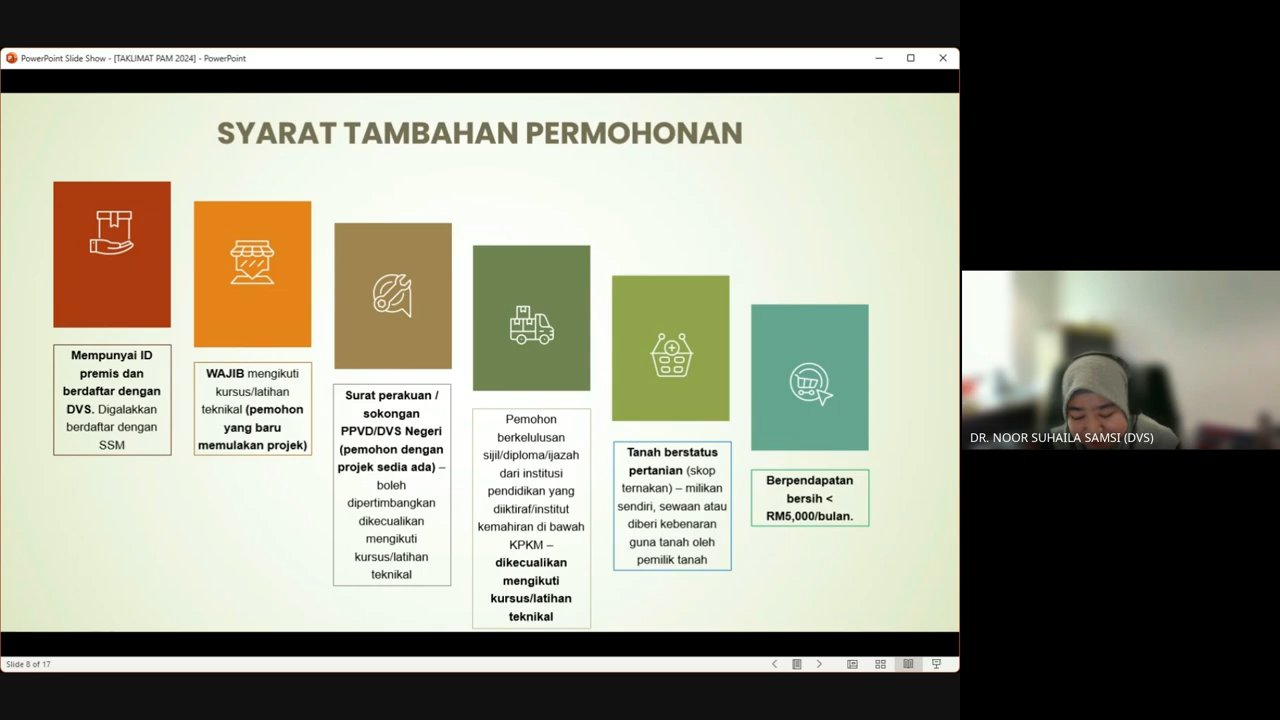 PowerPoint Slide Show - [TAKLIMAT PAM 2024] - PowerPoint
SYARAT TAMBAHAN PERMOHONAN
Mempunyai ID
premis dan
berdaftar dengan
DVS. Digalakkan
berdaftar dengan
SSM
WAJIB mengikuti
kursus/latihan
teknikal (pemohon
yang baru
memulakan projek)
Surat perakuan /
sokongan
PPVD/DVS Negeri
(pemohon dengan
projek sedia ada) –
boleh
dipertimbangkan
dikecualikan
mengikuti
kursus/latihan
teknikal
Pemohon
berkelulusan
sijil/diploma/ijazah
dari institusi
pendidikan yang
diiktiraf/institut
kemahiran di bawah
KPKM –
dikecualikan
mengikuti
kursus/latihan
teknikal
Tanah berstatus
pertanian (skop
ternakan) – milikan
sendiri, sewaan atau
diberi kebenaran
guna tanah oleh
pemilik tanah
Berpendapatan
bersih <
RM5,000/bulan.
DR. NOOR SUHAILA SAMSI (DVS)
Slide 8 of 17